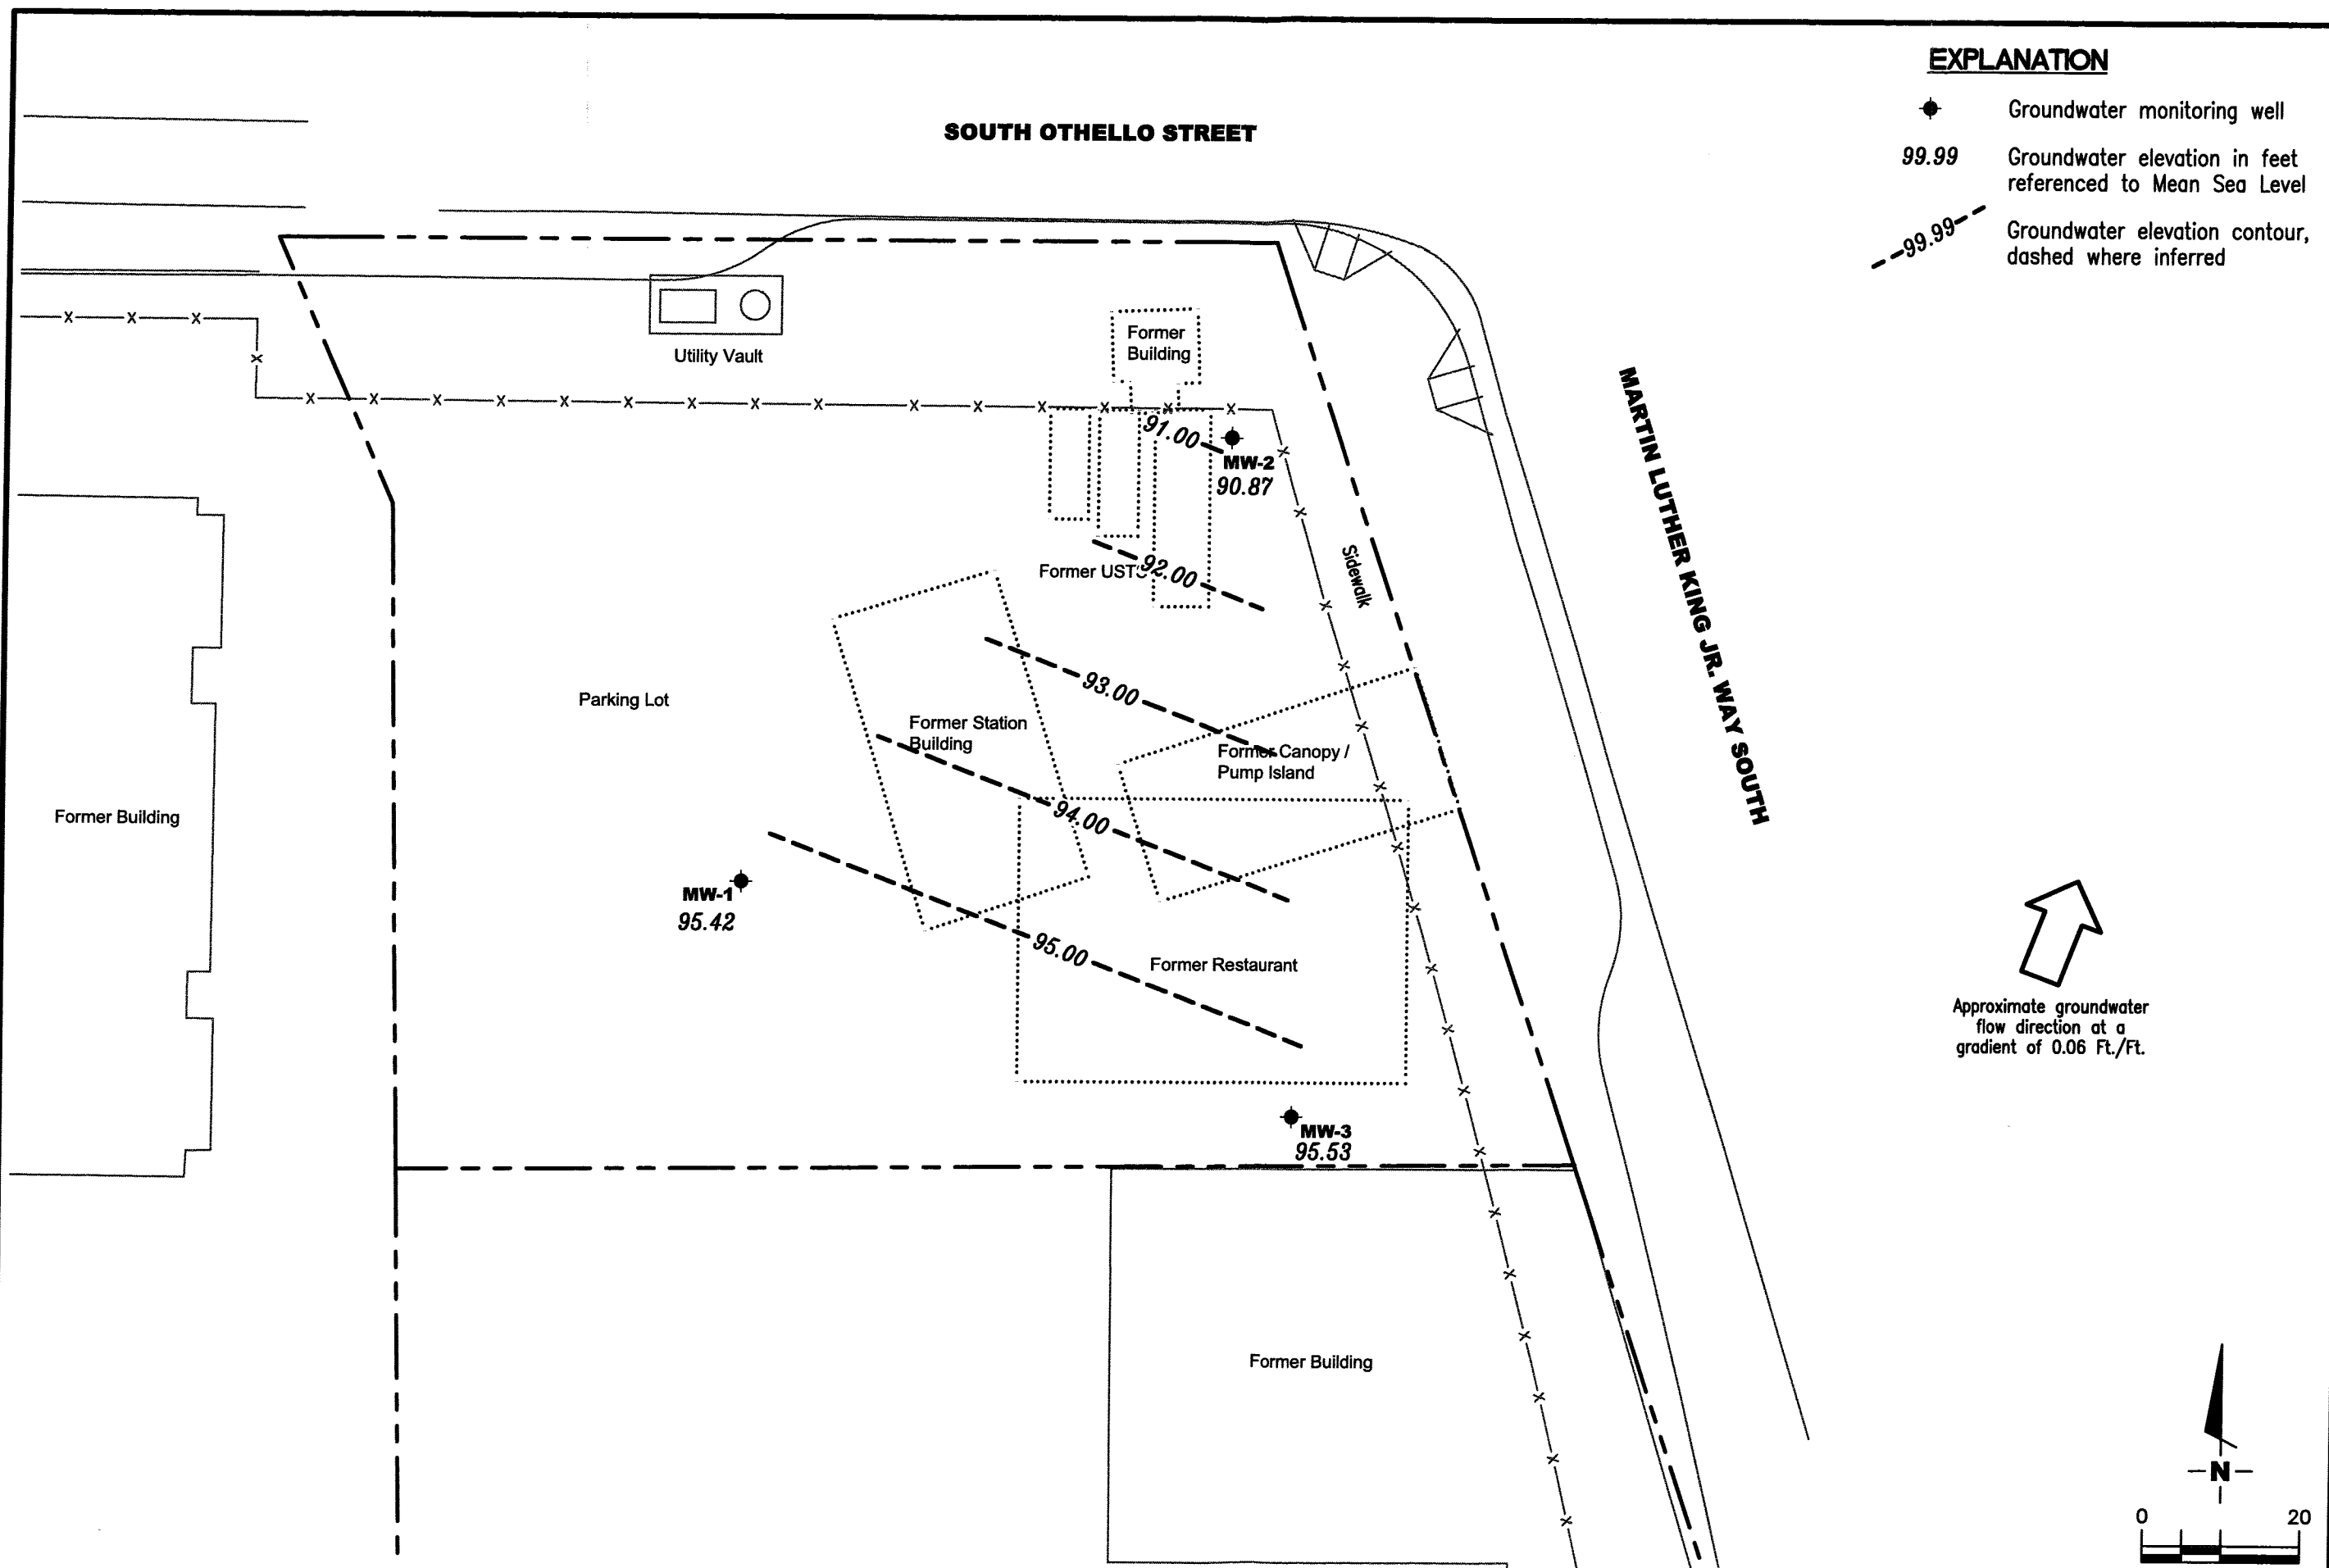 EXPLANATION
Groundwater monitoring well
99.99
Groundwater elevation in feet
referenced to Mean Sea Level
99.99
Groundwater elevation contour,
dashed where inferred
SOUTH OTHELLO STREET
Utility Vault
Former
Building
91.00
MW-2
90.87
Former USTs
92.00
Sidewalk
MARTIN LUTHER KING JR. WAY SOUTH
93.00
Parking Lot
Former Station
Building
Former Canopy /
Pump Island
94.00
Former Building
MW-1
95.42
95.00
Former Restaurant
MW-3
95.53
Approximate groundwater
flow direction at a
gradient of 0.06 Ft./Ft.
Former Building
N
0 20